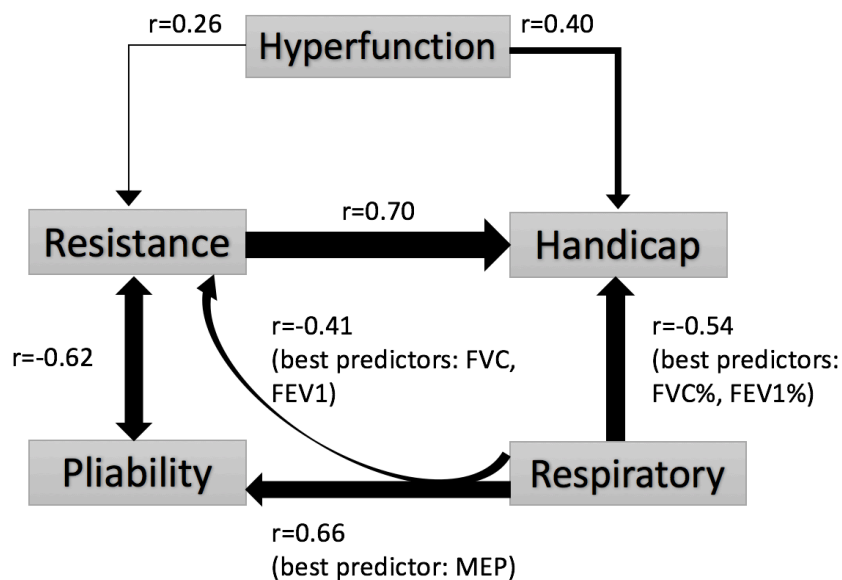 r=0.26
Hyperfunction
r=0.40
Resistance
r=0.70
Handicap
r=-0.62
r=-0.41
(best predictors: FVC,
FEV1)
r=-0.54
(best predictors:
FVC%, FEV1%)
Pliability
Respiratory
r=0.66
(best predictor: MEP)